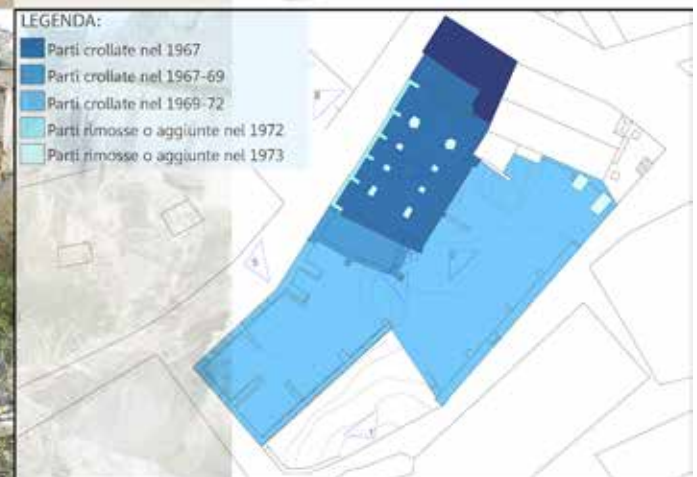 LEGENDA:
Parti crollate nel 1967
Parti crollate nel 1967-69
Parti crollate nel 1969-72
Parti rimosse o aggiunte nel 1972
Parti rimosse o aggiunte nel 1973